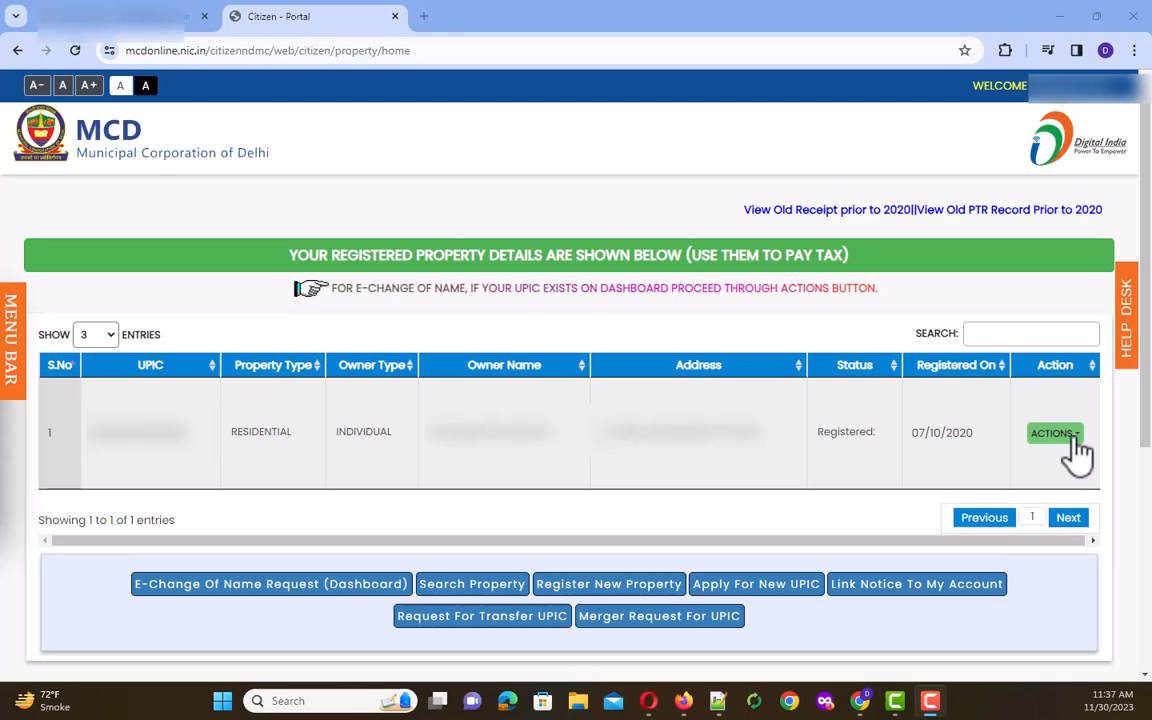 Citizen - Portal
mcdonline.nic.in/citizenndmc/web/citizen/property/home
D
A- A A+ A A
WELCOME
MCD
Municipal Corporation of Delhi
Digital India
Power To Empower
View Old Receipt prior to 2020||View Old PTR Record Prior to 2020
YOUR REGISTERED PROPERTY DETAILS ARE SHOWN BELOW (USE THEM TO PAY TAX)
FOR E-CHANGE OF NAME, IF YOUR UPIC EXISTS ON DASHBOARD PROCEED THROUGH ACTIONS BUTTON.
MENU BAR
HELP DESK
SHOW 3 ENTRIES
SEARCH:
S.No UPIC Property Type Owner Type Owner Name Address Status Registered On Action
1 RESIDENTIAL INDIVIDUAL Registered: 07/10/2020 ACTIONS
Showing 1 to 1 of 1 entries
Previous 1 Next
E-Change Of Name Request (Dashboard) Search Property Register New Property Apply For New UPIC Link Notice To My Account
Request For Transfer UPIC Merger Request For UPIC
72°F
Smoke
Search
11:37 AM
11/30/2023